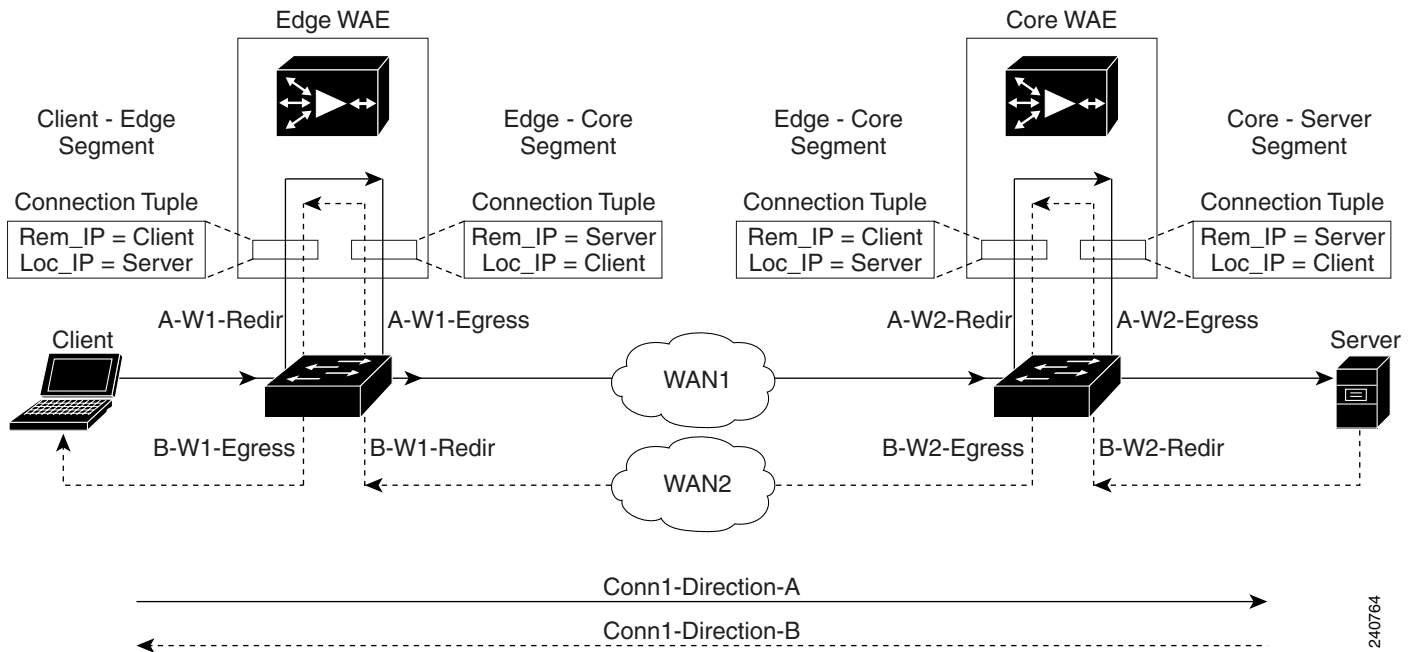 Edge WAE
Core WAE
Client - Edge
Segment
Edge - Core
Segment
Edge - Core
Segment
Core - Server
Segment
Connection Tuple
Rem_IP = Client
Loc_IP = Server
Connection Tuple
Rem_IP = Server
Loc_IP = Client
Connection Tuple
Rem_IP = Client
Loc_IP = Server
Connection Tuple
Rem_IP = Server
Loc_IP = Client
A-W1-Redir
A-W1-Egress
A-W2-Redir
A-W2-Egress
Client
Server
WAN1
B-W1-Egress
B-W1-Redir
B-W2-Egress
B-W2-Redir
WAN2
Conn1-Direction-A
Conn1-Direction-B
240764